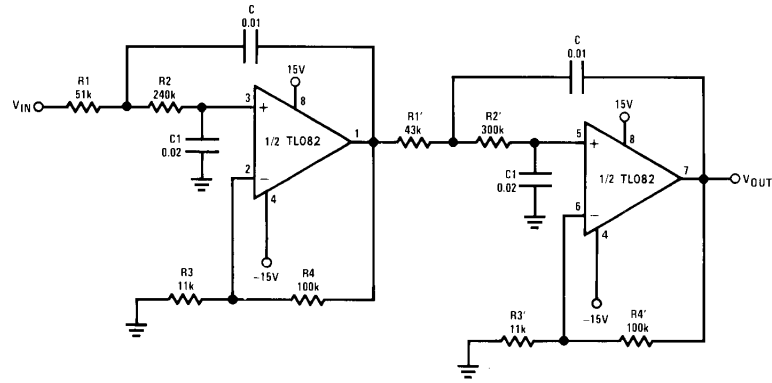 C
0.01
R1
51k
R2
240k
15V
8
VIN
3
+
1/2 TL082
1
C1
0.02
2
−
4
−15V
R3
11k
R4
100k
C
0.01
R1'
43k
R2'
300k
15V
8
5
+
1/2 TL082
7
VOUT
C1
0.02
6
−
4
−15V
R3'
11k
R4'
100k